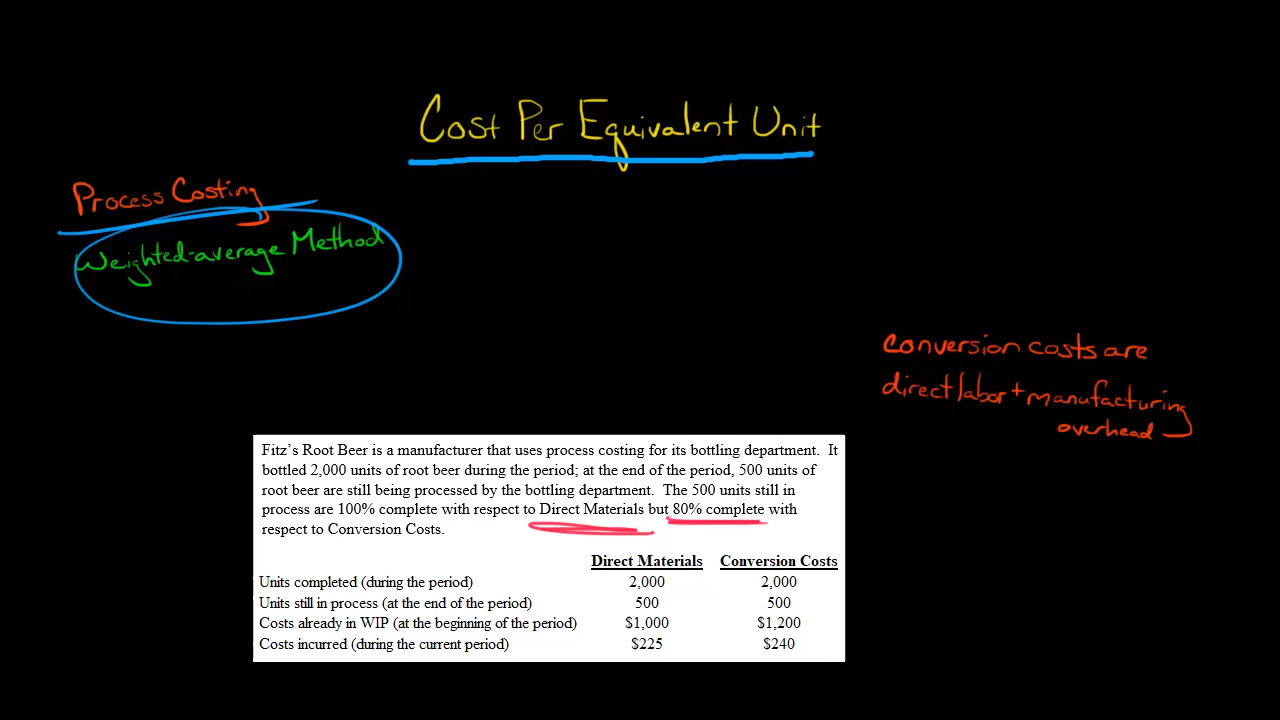 Cost Per Equivalent Unit
Process Costing
Weighted-average Method
conversion costs are
direct labor + manufacturing
overhead
Fitz's Root Beer is a manufacturer that uses process costing for its bottling department. It
bottled 2,000 units of root beer during the period; at the end of the period, 500 units of
root beer are still being processed by the bottling department. The 500 units still in
process are 100% complete with respect to Direct Materials but 80% complete with
respect to Conversion Costs.
Direct Materials Conversion Costs
Units completed (during the period) 2,000 2,000
Units still in process (at the end of the period) 500 500
Costs already in WIP (at the beginning of the period) $1,000 $1,200
Costs incurred (during the current period) $225 $240